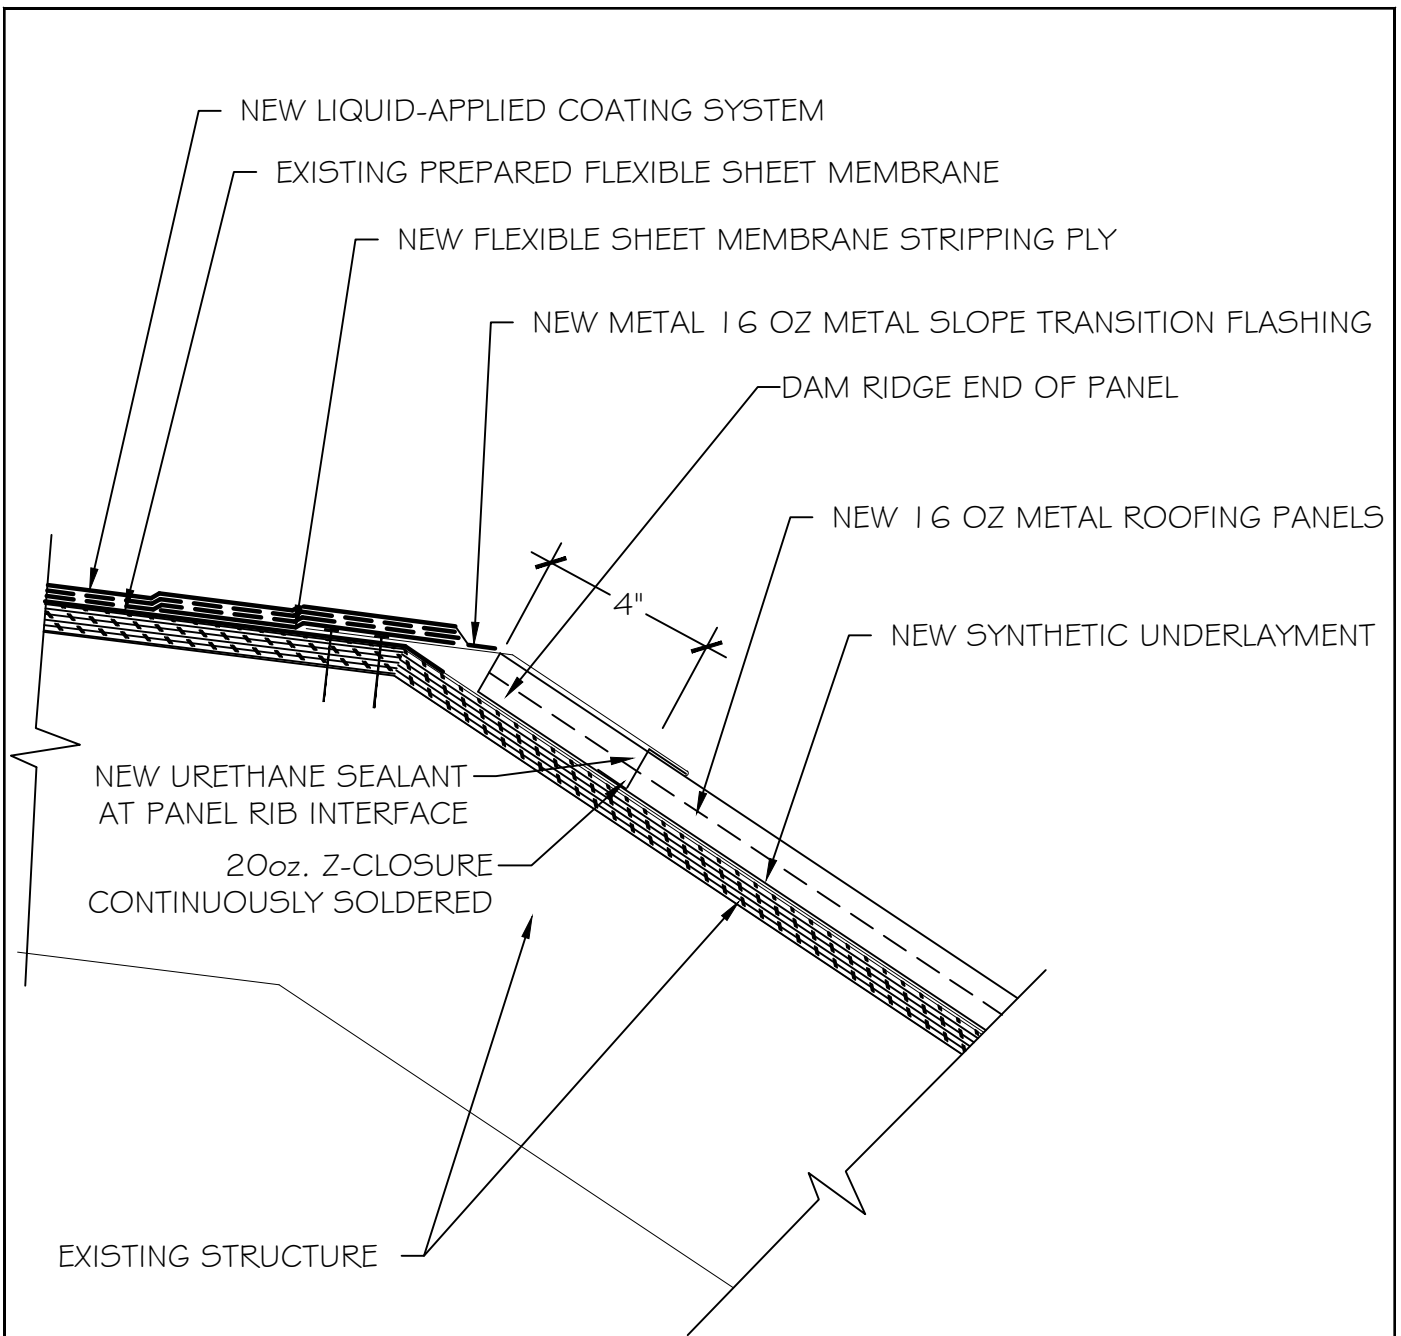 NEW LIQUID-APPLIED COATING SYSTEM
EXISTING PREPARED FLEXIBLE SHEET MEMBRANE
NEW FLEXIBLE SHEET MEMBRANE STRIPPING PLY
NEW METAL 16 OZ METAL SLOPE TRANSITION FLASHING
DAM RIDGE END OF PANEL
NEW 16 OZ METAL ROOFING PANELS
4"
NEW SYNTHETIC UNDERLAYMENT
NEW URETHANE SEALANT
AT PANEL RIB INTERFACE
20oz. Z-CLOSURE
CONTINUOUSLY SOLDERED
EXISTING STRUCTURE